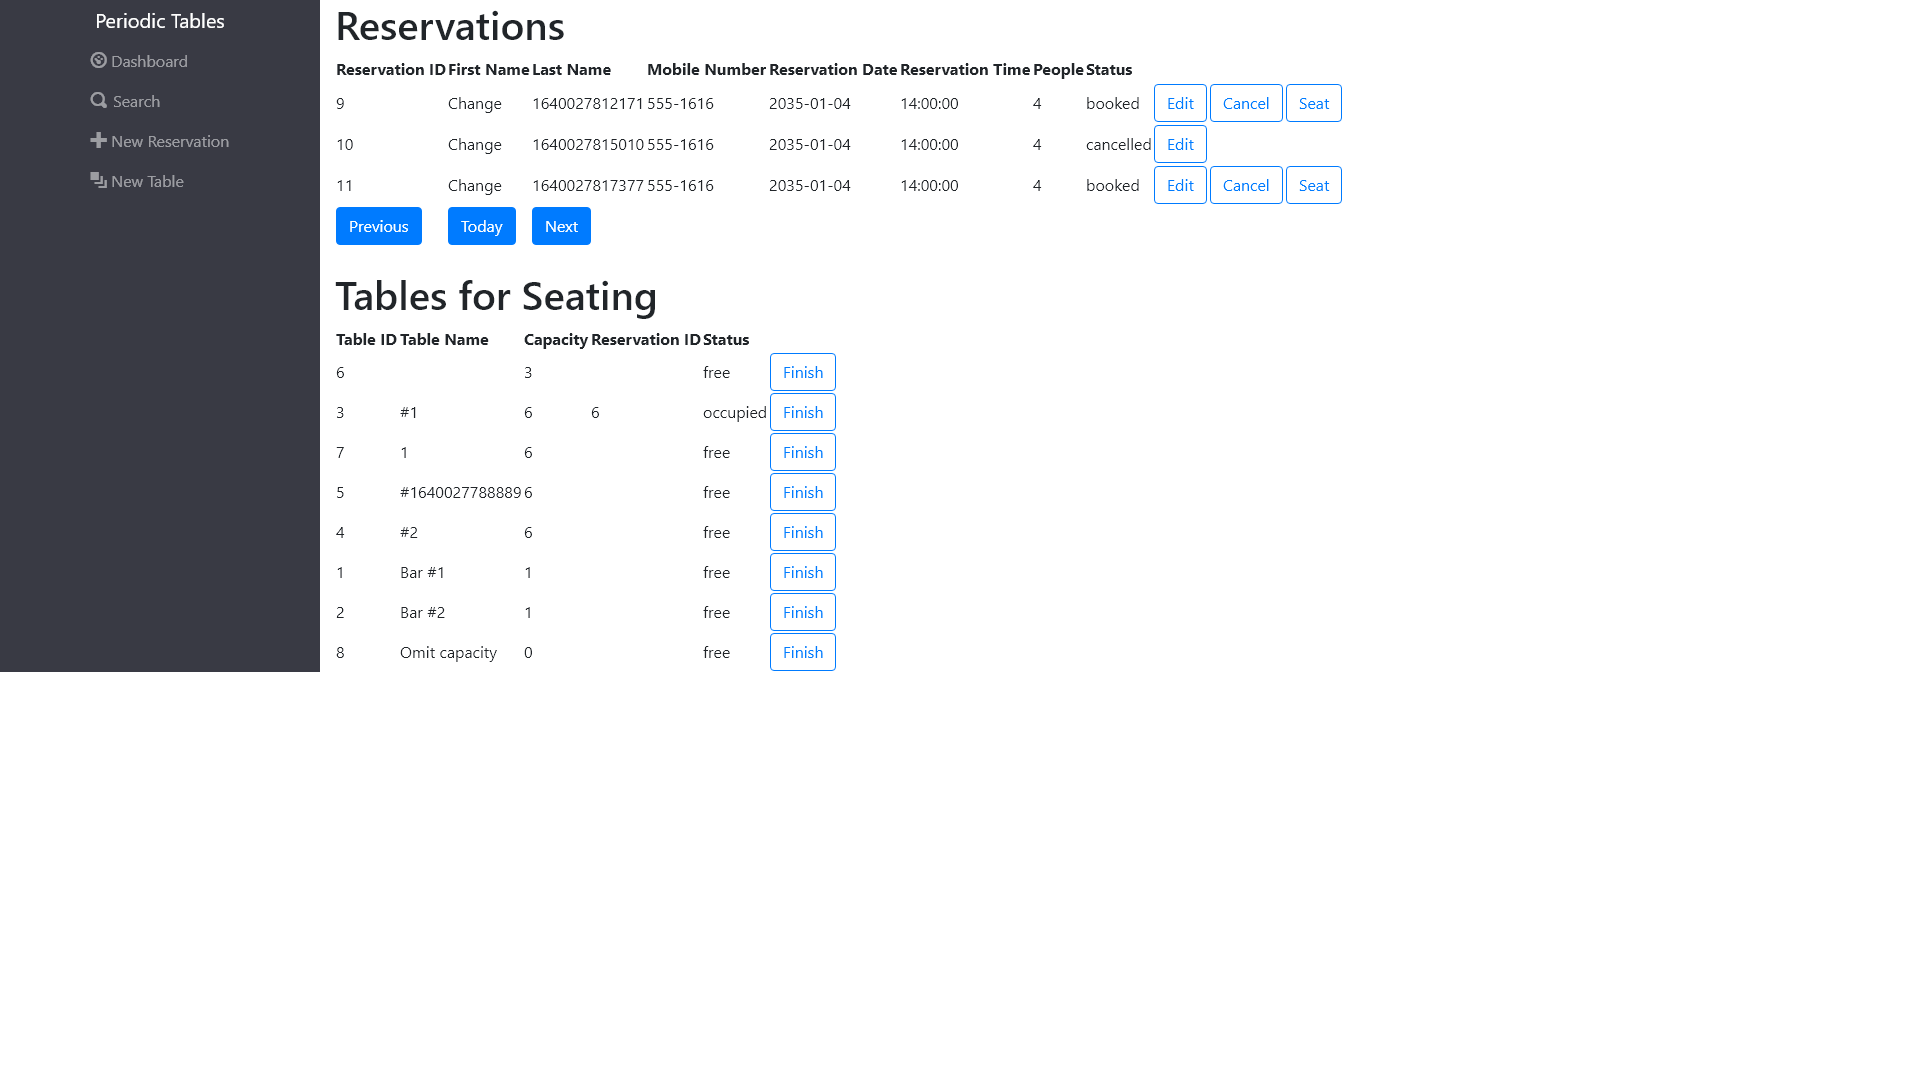 Periodic Tables
Dashboard
Search
New Reservation
New Table
Reservations
Reservation ID First Name Last Name Mobile Number Reservation Date Reservation Time People Status
9 Change 1640027812171 555-1616 2035-01-04 14:00:00 4 booked Edit Cancel Seat
10 Change 1640027815010 555-1616 2035-01-04 14:00:00 4 cancelled Edit
11 Change 1640027817377 555-1616 2035-01-04 14:00:00 4 booked Edit Cancel Seat
Previous Today Next
Tables for Seating
Table ID Table Name Capacity Reservation ID Status
6 3 free Finish
3 #1 6 6 occupied Finish
7 1 6 free Finish
5 #1640027788889 6 free Finish
4 #2 6 free Finish
1 Bar #1 1 free Finish
2 Bar #2 1 free Finish
8 Omit capacity 0 free Finish